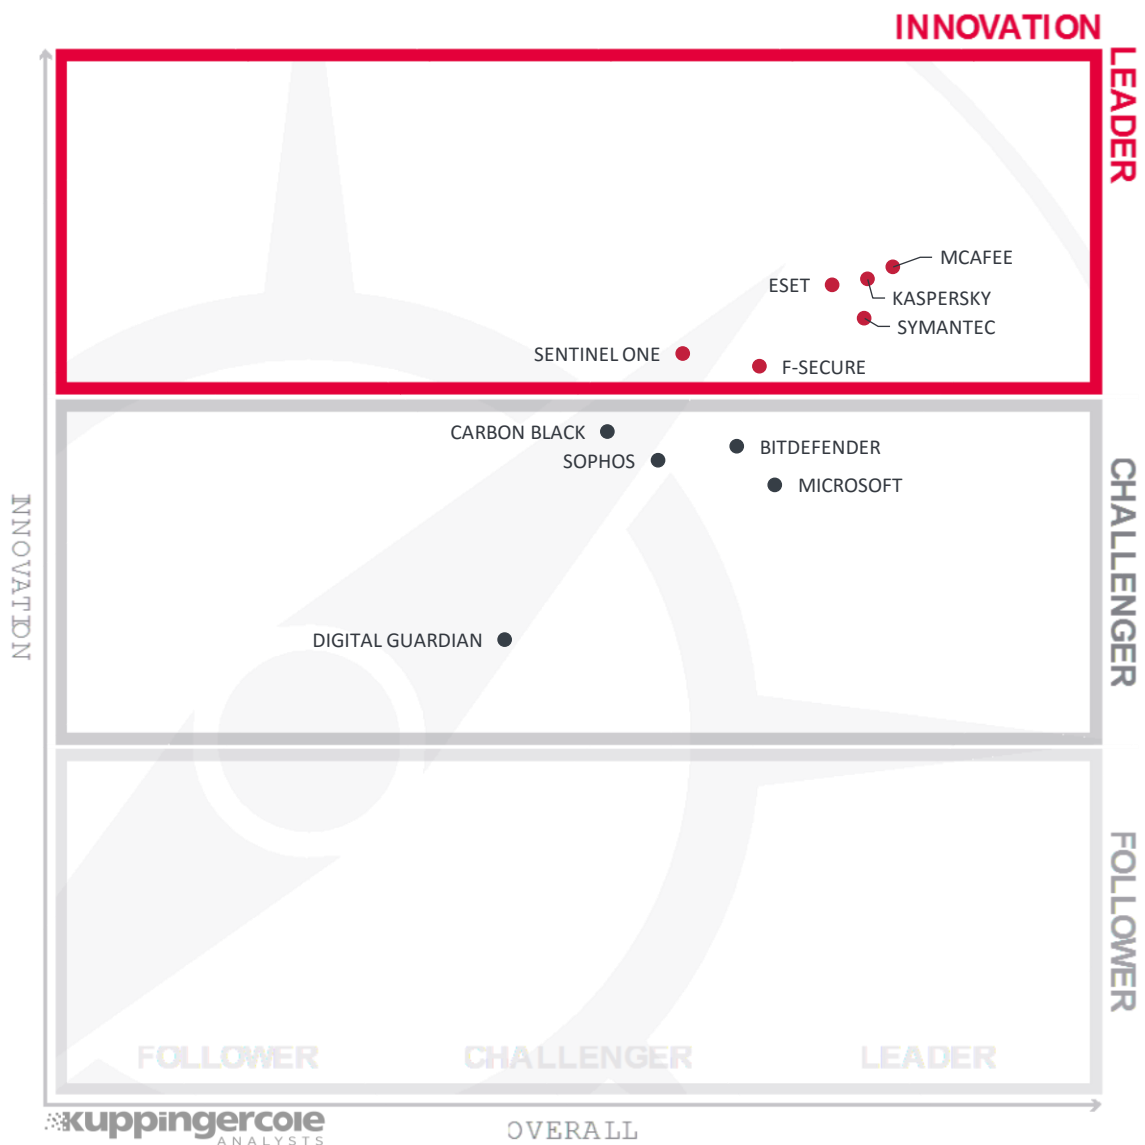 INNOVATION
LEADER
MCAFEE
ESET
KASPERSKY
SYMANTEC
SENTINEL ONE
F-SECURE
CARBON BLACK
BITDEFENDER
SOPHOS
MICROSOFT
CHALLENGER
INNOVATION
DIGITAL GUARDIAN
FOLLOWER
FOLLOWER CHALLENGER LEADER
kuppingercole
ANALYSTS
OVERALL